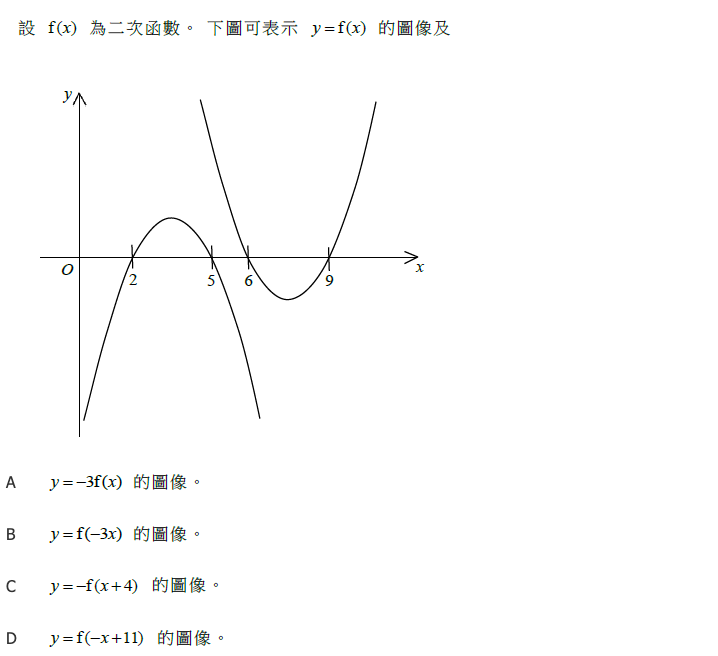 設 f(x) 為二次函數。 下圖可表示 y=f(x) 的圖像及
y
O 2 5 6 9 x
A y=−3f(x) 的圖像。
B y=f(−3x) 的圖像。
C y=−f(x+4) 的圖像。
D y=f(−x+11) 的圖像。